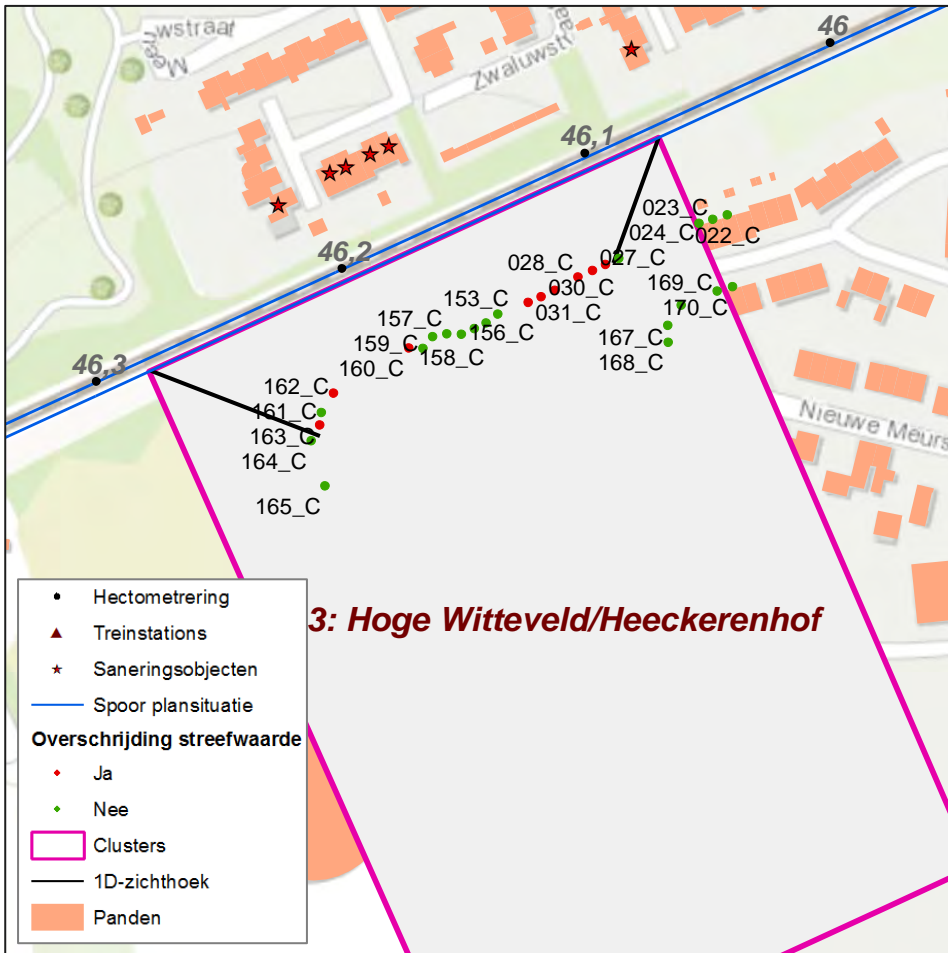 wstraat
Meer
Zwaluwstr
46
46,1
023_C
024_C
022_C
46,2
028_C
027_C
030_C
169_C
153_C
031_C
170_C
157_C
156_C
159_C
158_C
167_C
46,3
160_C
168_C
162_C
161_C
163_C
Nieuwe Meurs
164_C
165_C
Hectometrering
3: Hoge Witteveld/Heeckerenhof
Treinstations
Saneringsobjecten
Spoor plansituatie
Overschrijding streefwaarde
Ja
Nee
Clusters
1D-zichthoek
Panden